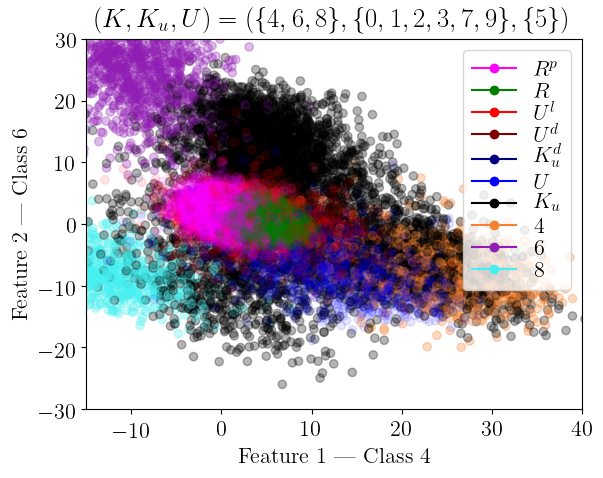 (K, K_u, U) = ({4, 6, 8}, {0, 1, 2, 3, 7, 9}, {5})
30
20
10
0
−10
−20
−30
Feature 2 — Class 6
−10
0
10
20
30
40
Feature 1 — Class 4
R^p
R
U^l
U^d
K_u^d
U
K_u
4
6
8